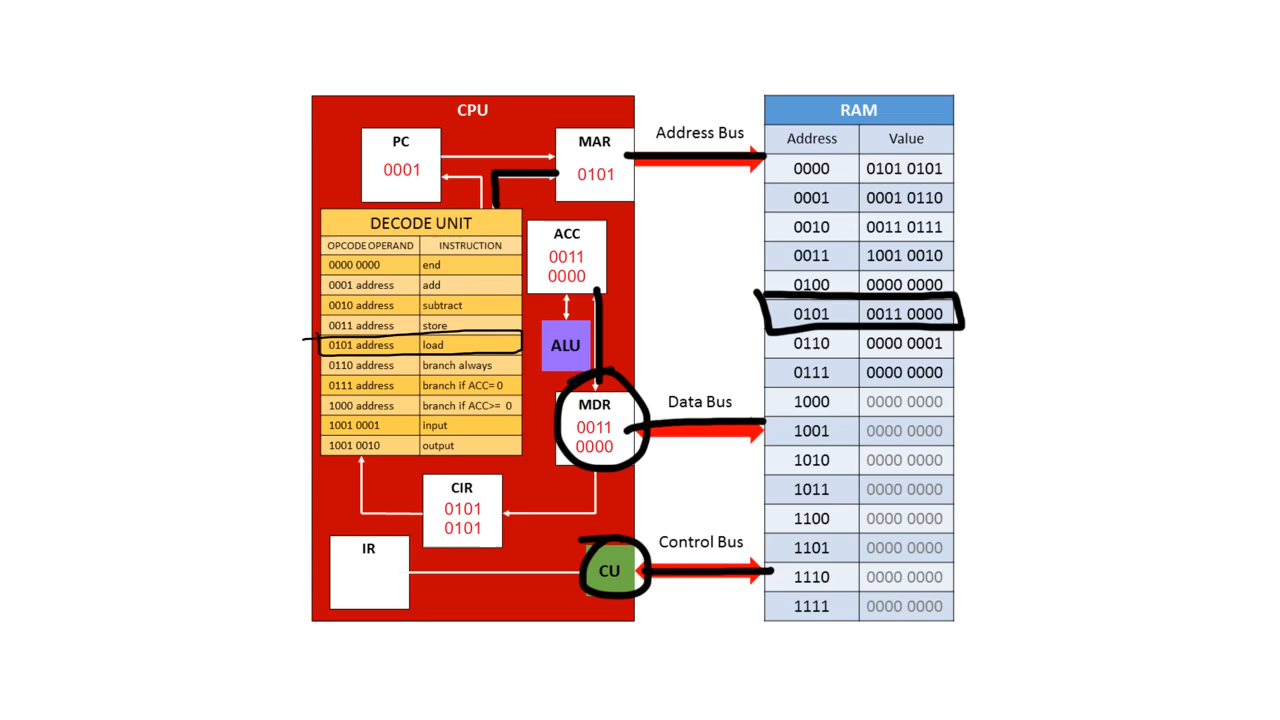 CPU
PC
0001
MAR
0101
Address Bus
DECODE UNIT
OPCODE OPERAND INSTRUCTION
0000 0000 end
0001 address add
0010 address subtract
0011 address store
0101 address load
0110 address branch always
0111 address branch if ACC= 0
1000 address branch if ACC>= 0
1001 0001 input
1001 0010 output
ACC
0011
0000
ALU
MDR
0011
0000
Data Bus
CIR
0101
0101
IR
CU
Control Bus
RAM
Address Value
0000 0101 0101
0001 0001 0110
0010 0011 0111
0011 1001 0010
0100 0000 0000
0101 0011 0000
0110 0000 0001
0111 0000 0000
1000 0000 0000
1001 0000 0000
1010 0000 0000
1011 0000 0000
1100 0000 0000
1101 0000 0000
1110 0000 0000
1111 0000 0000